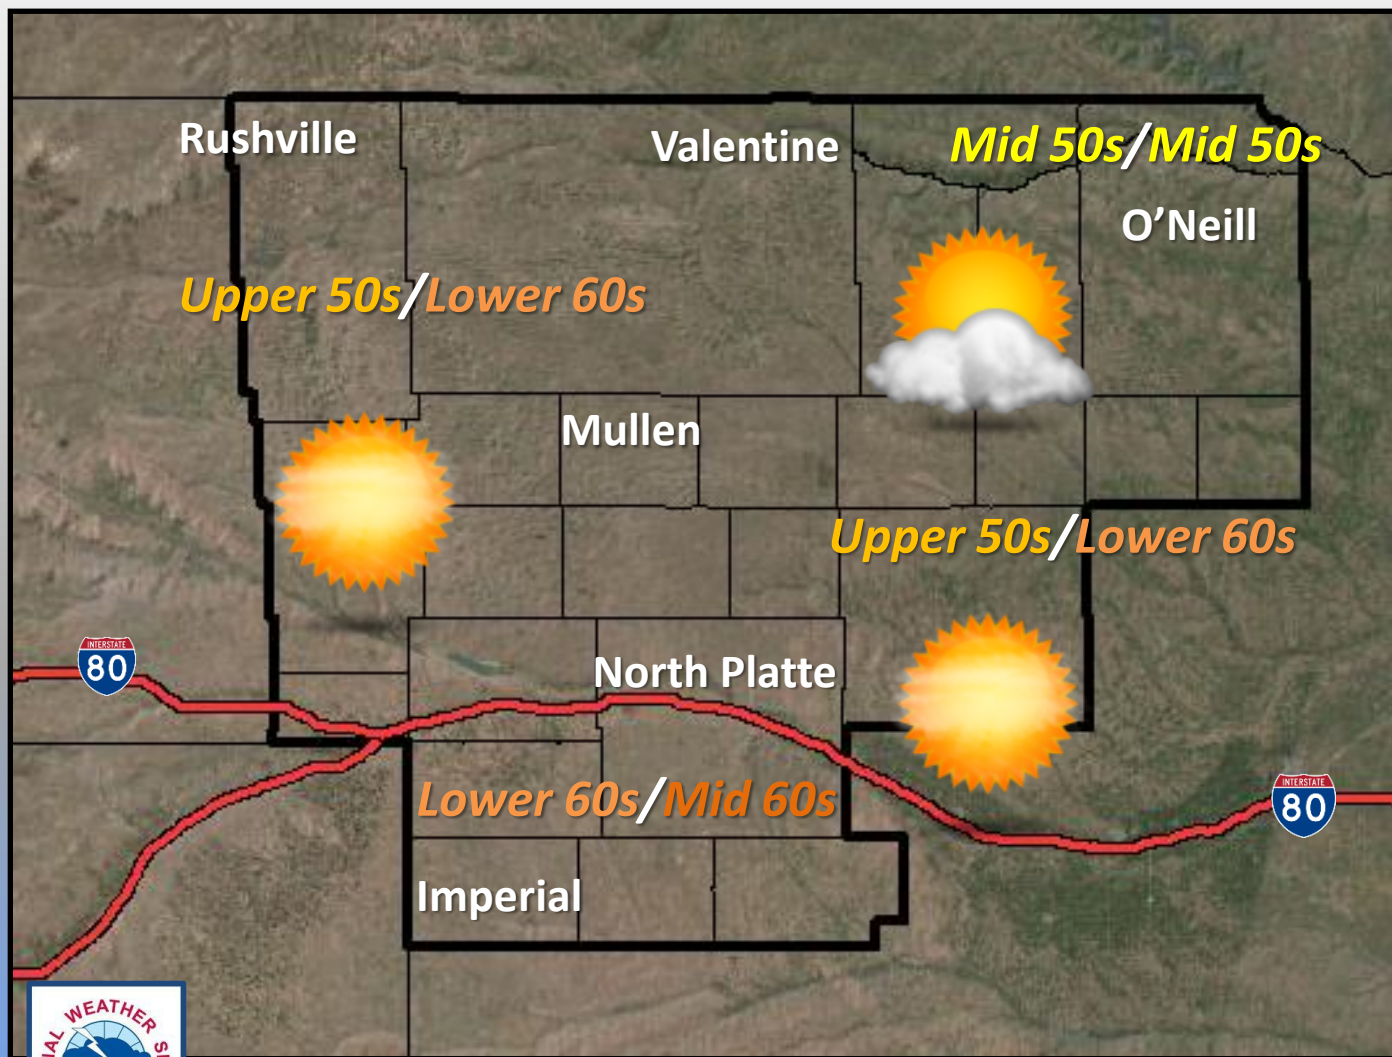 Rushville
Valentine
Mid 50s/Mid 50s
O’Neill
Upper 50s/Lower 60s
Mullen
Upper 50s/Lower 60s
INTERSTATE
80
North Platte
Lower 60s/Mid 60s
INTERSTATE
80
Imperial
WEATHER